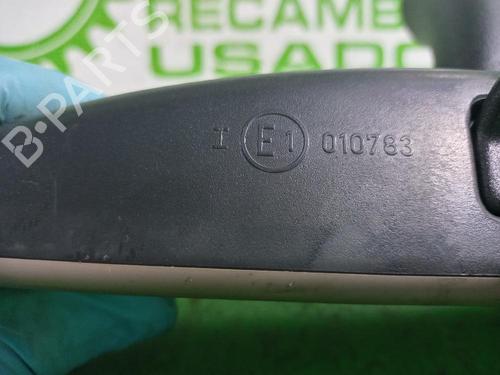 RECAMB
USADO
B-PARTS
I E1 010783